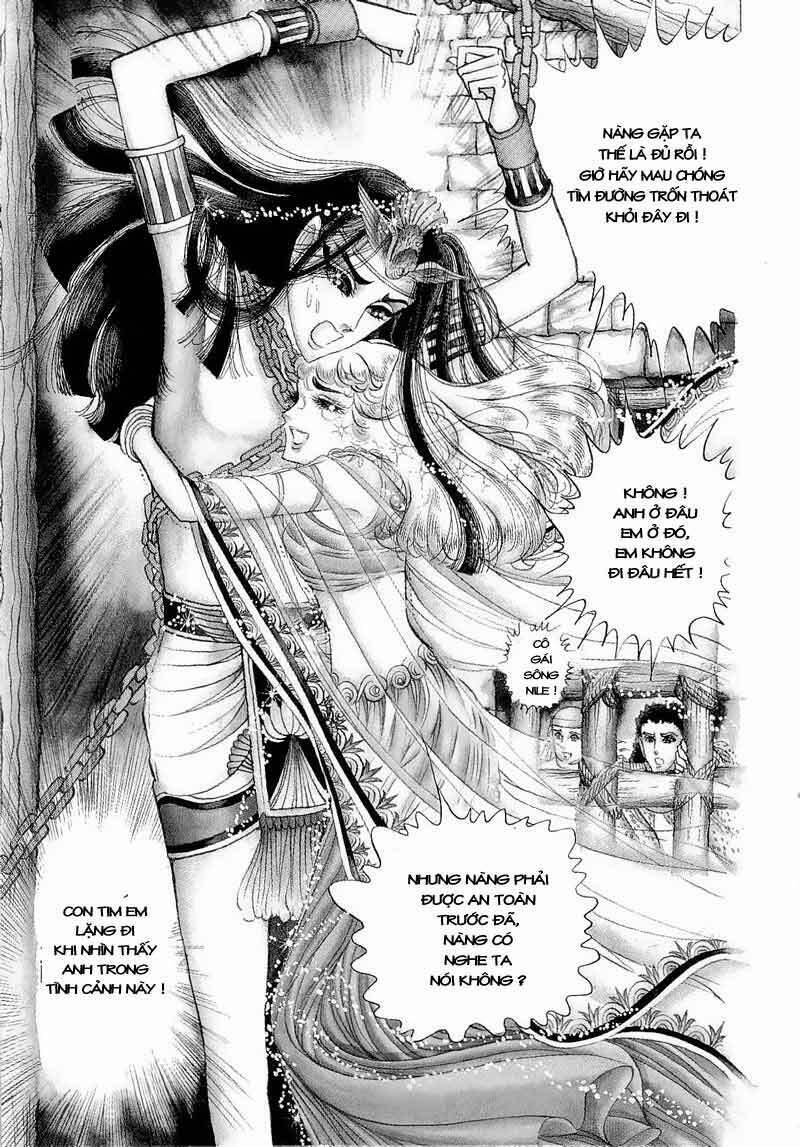 NÀNG GẶP TA
THẾ LÀ ĐỦ RỒI !
GIỜ HÃY MAU CHÓNG
TÌM ĐƯỜNG TRỐN THOÁT
KHỎI ĐÂY ĐI !
KHÔNG !
ANH Ở ĐÂU
EM Ở ĐÓ,
EM KHÔNG
ĐI ĐÂU HẾT !
CÔ
GÁI
SÔNG
NILE !
NHƯNG NÀNG PHẢI
ĐƯỢC AN TOÀN
TRƯỚC ĐÃ,
NÀNG CÓ
NGHE TA
NÓI KHÔNG ?
CON TIM EM
LẶNG ĐI
KHI NHÌN THẤY
ANH TRONG
TÌNH CẢNH NÀY !